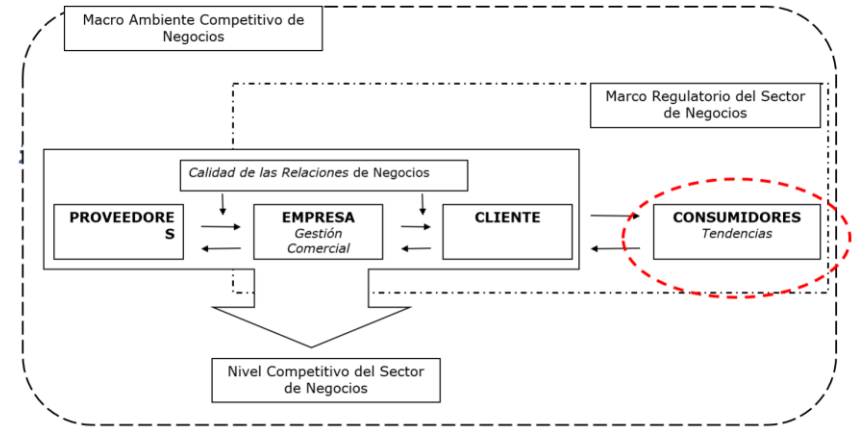 Macro Ambiente Competitivo de
Negocios
Marco Regulatorio del Sector
de Negocios
Calidad de las Relaciones de Negocios
PROVEEDORE
S
EMPRESA
Gestión
Comercial
CLIENTE
CONSUMIDORES
Tendencias
Nivel Competitivo del Sector
de Negocios